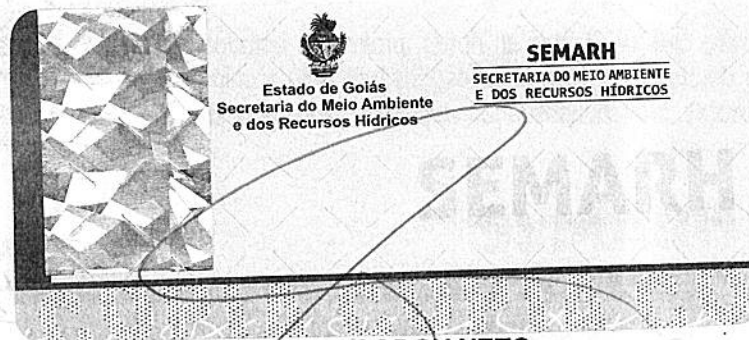 Estado de Goiás
Secretaria do Meio Ambiente
e dos Recursos Hídricos
SEMARH
SECRETARIA DO MEIO AMBIENTE
E DOS RECURSOS HÍDRICOS
SEMARH